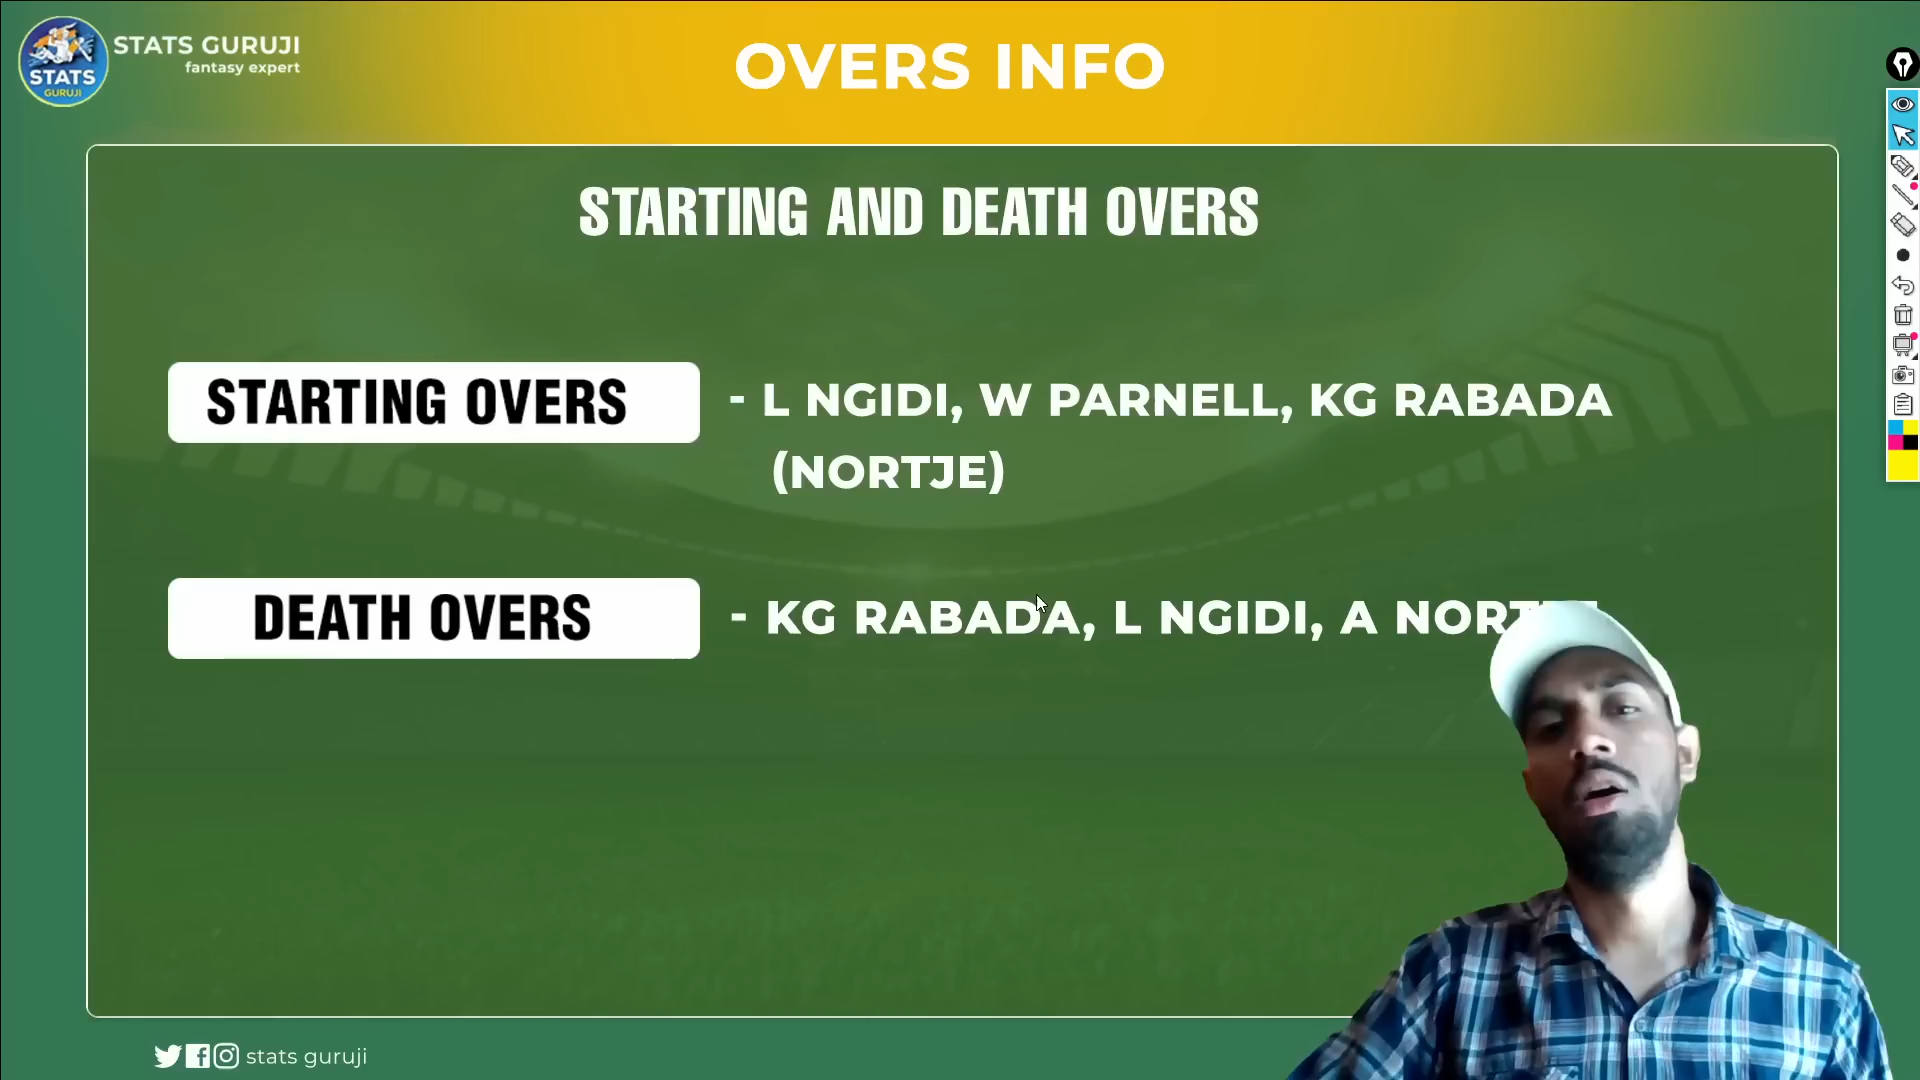 STATS GURUJI
fantasy expert
STATS
GURUJI
OVERS INFO
STARTING AND DEATH OVERS
STARTING OVERS - L NGIDI, W PARNELL, KG RABADA
(NORTJE)
DEATH OVERS - KG RABADA, L NGIDI, A
stats guruji